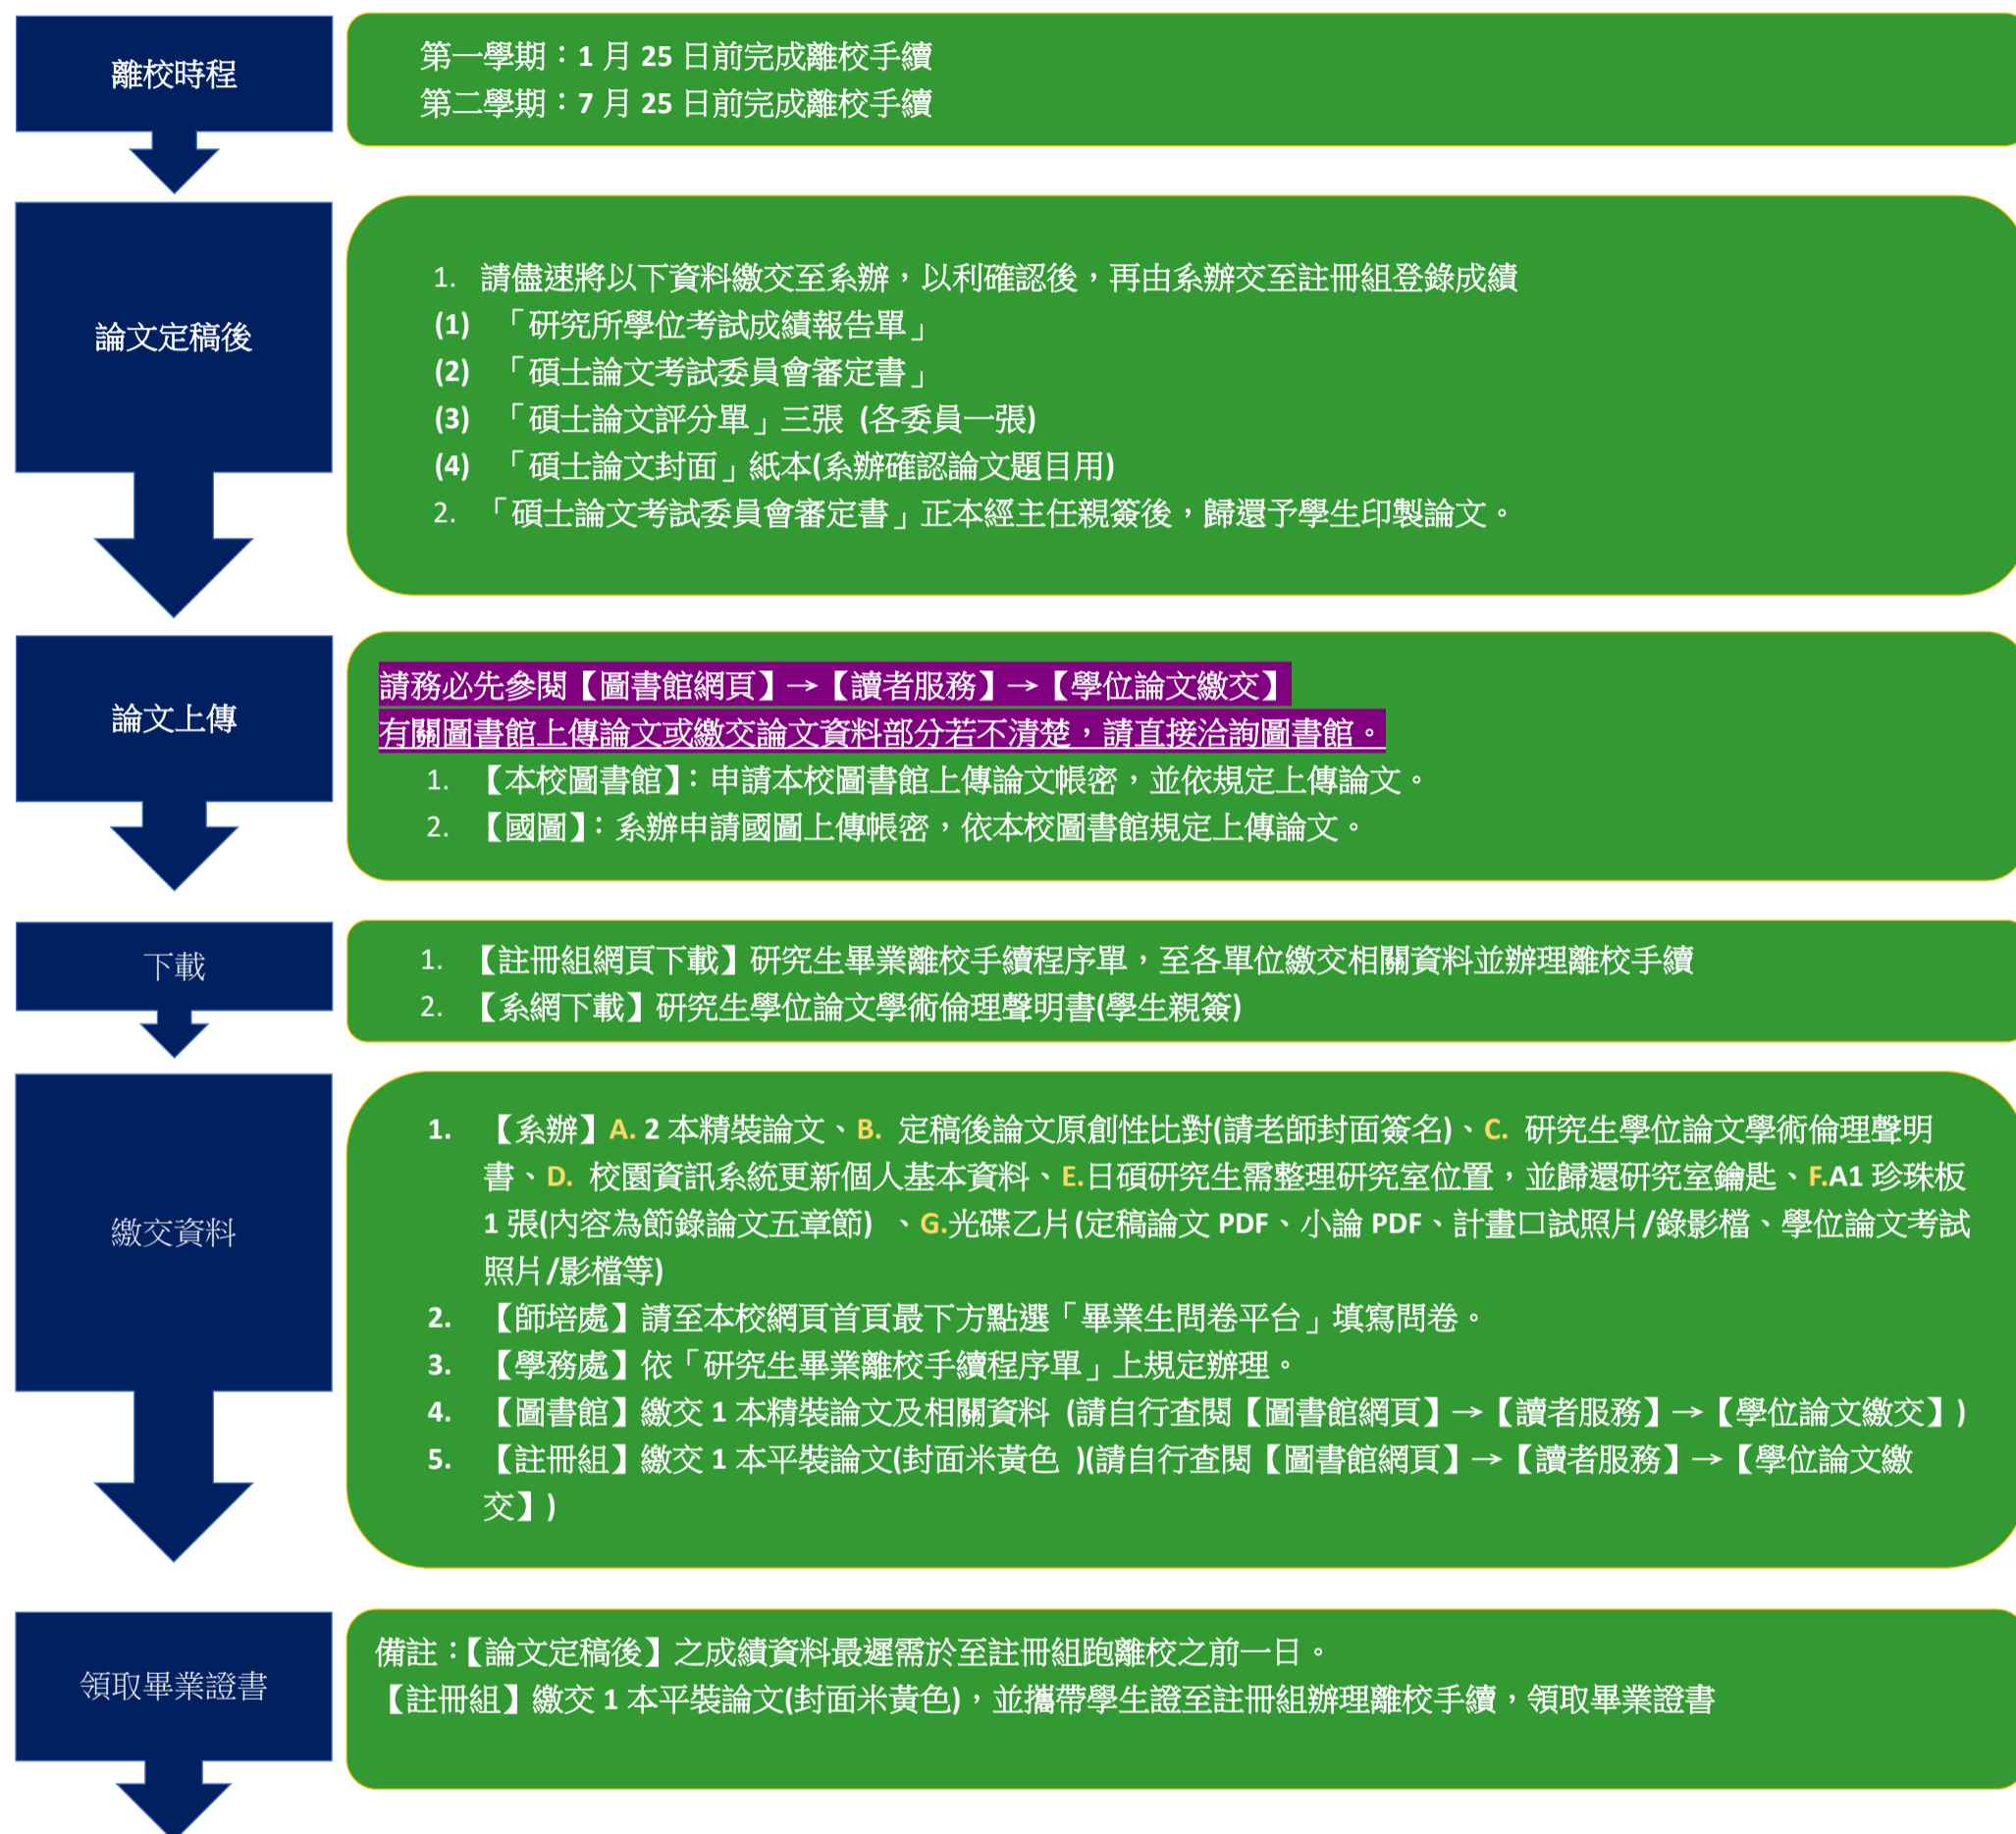 離校時程
第一學期：1 月 25 日前完成離校手續
第二學期：7 月 25 日前完成離校手續
論文定稿後
1. 請儘速將以下資料繳交至系辦，以利確認後，再由系辦交至註冊組登錄成績
(1) 「研究所學位考試成績報告單」
(2) 「碩士論文考試委員會審定書」
(3) 「碩士論文評分單」三張 (各委員一張)
(4) 「碩士論文封面」紙本(系辦確認論文題目用)
2. 「碩士論文考試委員會審定書」正本經主任親簽後，歸還予學生印製論文。
論文上傳
請務必先參閱【圖書館網頁】→【讀者服務】→【學位論文繳交】
有關圖書館上傳論文或繳交論文資料部分若不清楚，請直接洽詢圖書館。
1. 【本校圖書館】：申請本校圖書館上傳論文帳密，並依規定上傳論文。
2. 【國圖】：系辦申請國圖上傳帳密，依本校圖書館規定上傳論文。
下載
1. 【註冊組網頁下載】研究生畢業離校手續程序單，至各單位繳交相關資料並辦理離校手續
2. 【系網下載】研究生學位論文學術倫理聲明書(學生親簽)
繳交資料
1. 【系辦】A. 2 本精裝論文、B. 定稿後論文原創性比對(請老師封面簽名)、C. 研究生學位論文學術倫理聲明
書、D. 校園資訊系統更新個人基本資料、E.日碩研究生需整理研究室位置，並歸還研究室鑰匙、F.A1 珍珠板
1 張(內容為節錄論文五章節) 、G.光碟乙片(定稿論文 PDF、小論 PDF、計畫口試照片/錄影檔、學位論文考試
照片/影檔等)
2. 【師培處】請至本校網頁首頁最下方點選「畢業生問卷平台」填寫問卷。
3. 【學務處】依「研究生畢業離校手續程序單」上規定辦理。
4. 【圖書館】繳交 1 本精裝論文及相關資料 (請自行查閱【圖書館網頁】→【讀者服務】→【學位論文繳交】)
5. 【註冊組】繳交 1 本平裝論文(封面米黃色 )(請自行查閱【圖書館網頁】→【讀者服務】→【學位論文繳
交】)
領取畢業證書
備註：【論文定稿後】之成績資料最遲需於至註冊組跑離校之前一日。
【註冊組】繳交 1 本平裝論文(封面米黃色)，並攜帶學生證至註冊組辦理離校手續，領取畢業證書